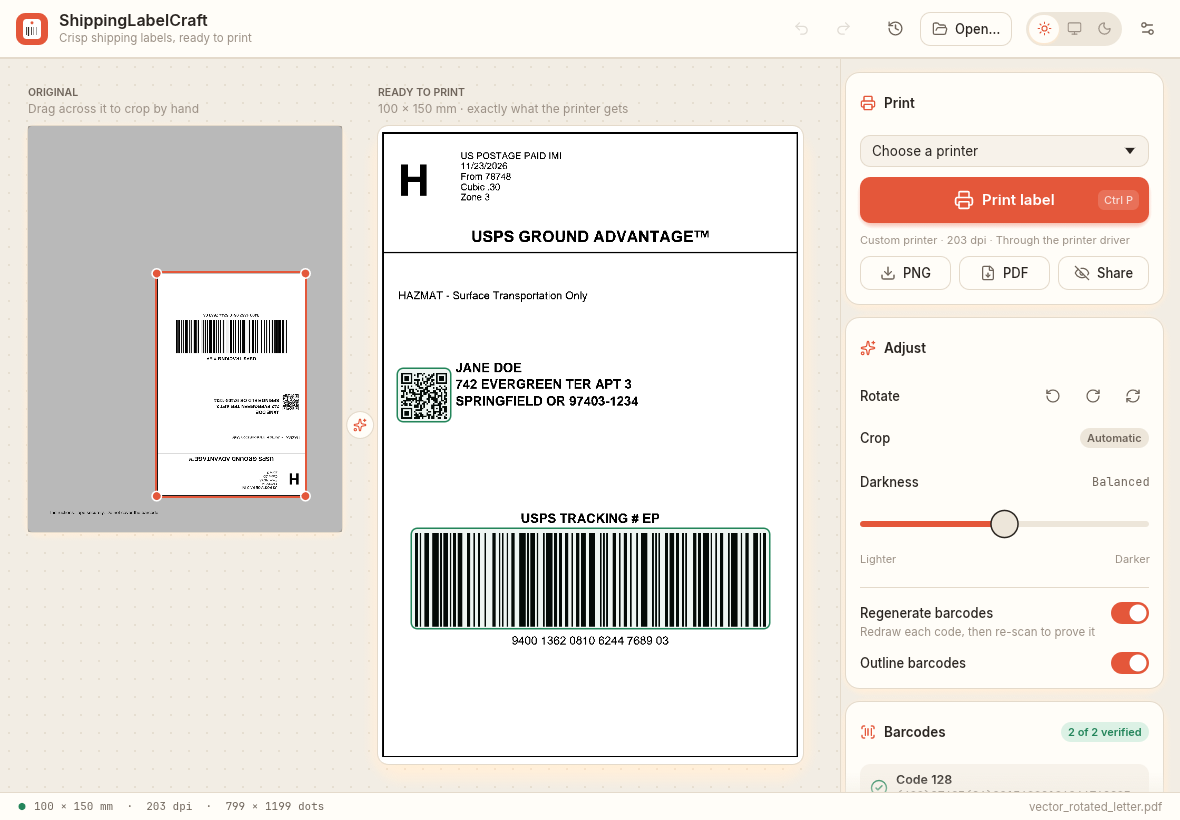 ShippingLabelCraft
Crisp shipping labels, ready to print
Open...
ORIGINAL
Drag across it to crop by hand
USPS GROUND ADVANTAGE™
H
READY TO PRINT
100 × 150 mm · exactly what the printer gets
H
US POSTAGE PAID IMI
11/23/2026
From 78748
Cubic .30
Zone 3
USPS GROUND ADVANTAGE™
HAZMAT - Surface Transportation Only
JANE DOE
742 EVERGREEN TER APT 3
SPRINGFIELD OR 97403-1234
USPS TRACKING # EP
9400 1362 0810 6244 7689 03
Print
Choose a printer
Print label
Ctrl P
Custom printer · 203 dpi · Through the printer driver
PNG
PDF
Share
Adjust
Rotate
Crop
Automatic
Darkness
Balanced
Lighter
Darker
Regenerate barcodes
Redraw each code, then re-scan to prove it
Outline barcodes
Barcodes
2 of 2 verified
Code 128
100 × 150 mm · 203 dpi · 799 × 1199 dots
vector_rotated_letter.pdf